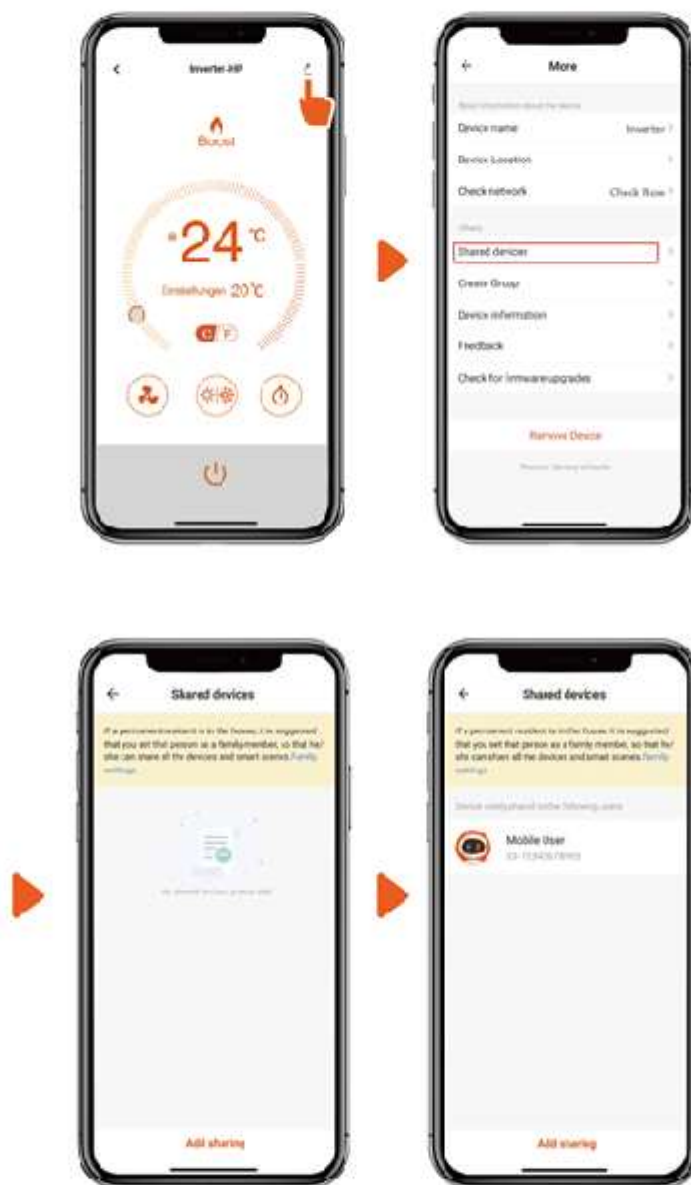 Inverter-HP
Boost
24 °C
Einstellungen 20°C
C F
More
Device name Inverter
Device Location
Check network Check Now
Shared devices
Create Group
Device information
Feedback
Check for firmware upgrades
Remove Device
Shared devices
that you set that person as a family member, so that he/
she can share all the devices and smart scenes. Family
settings
Add sharing
Shared devices
that you set that person as a family member, so that he/
she can share all the devices and smart scenes. Family
settings
Mobile User
Add sharing